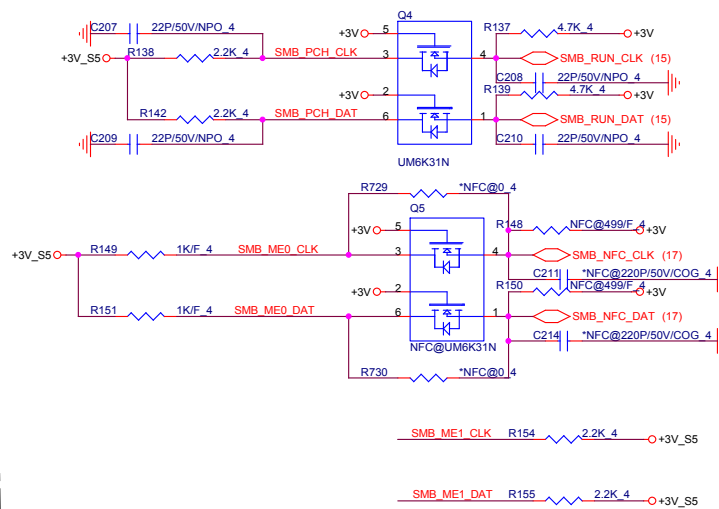 C207 22P/50V/NPO_4 Q4 R137 4.7K_4 +3V
+3V 5
+3V_S5 R138 2.2K_4 SMB_PCH_CLK 3 4 SMB_RUN_CLK (15)
C208 22P/50V/NPO_4
+3V 2 R139 4.7K_4 +3V
R142 2.2K_4 SMB_PCH_DAT 6 1 SMB_RUN_DAT (15)
C209 22P/50V/NPO_4 C210 22P/50V/NPO_4
UM6K31N
R729 *NFC@0_4
Q5
+3V 5 R148 NFC@499/F_4 +3V
+3V_S5 R149 1K/F_4 SMB_ME0_CLK 3 4 SMB_NFC_CLK (17)
C211 *NFC@220P/50V/COG_4
+3V 2 R150 NFC@499/F_4 +3V
R151 1K/F_4 SMB_ME0_DAT 6 1 SMB_NFC_DAT (17)
C214 *NFC@220P/50V/COG_4
NFC@UM6K31N
R730 *NFC@0_4
SMB_ME1_CLK R154 2.2K_4 +3V_S5
SMB_ME1_DAT R155 2.2K_4 +3V_S5